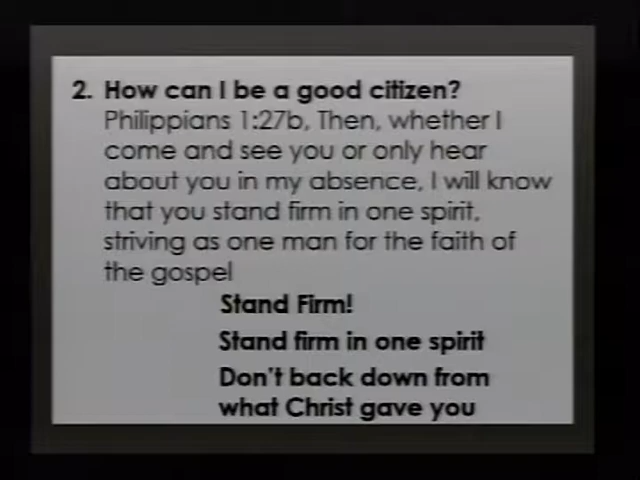 2. How can I be a good citizen?
Philippians 1:27b, Then, whether I
come and see you or only hear
about you in my absence, I will know
that you stand firm in one spirit,
striving as one man for the faith of
the gospel
Stand Firm!
Stand firm in one spirit
Don't back down from
what Christ gave you